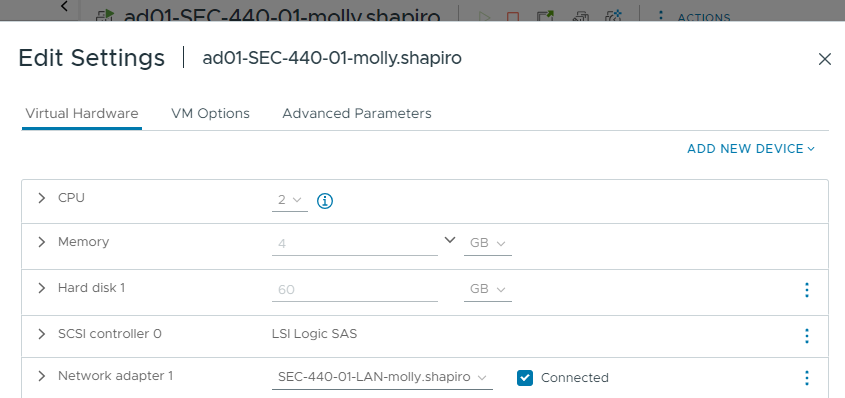 ad01-SEC-440-01-molly.shapiro ACTIONS
Edit Settings | ad01-SEC-440-01-molly.shapiro
Virtual Hardware VM Options Advanced Parameters
ADD NEW DEVICE
CPU 2
Memory 4 GB
Hard disk 1 60 GB
SCSI controller 0 LSI Logic SAS
Network adapter 1 SEC-440-01-LAN-molly.shapiro Connected